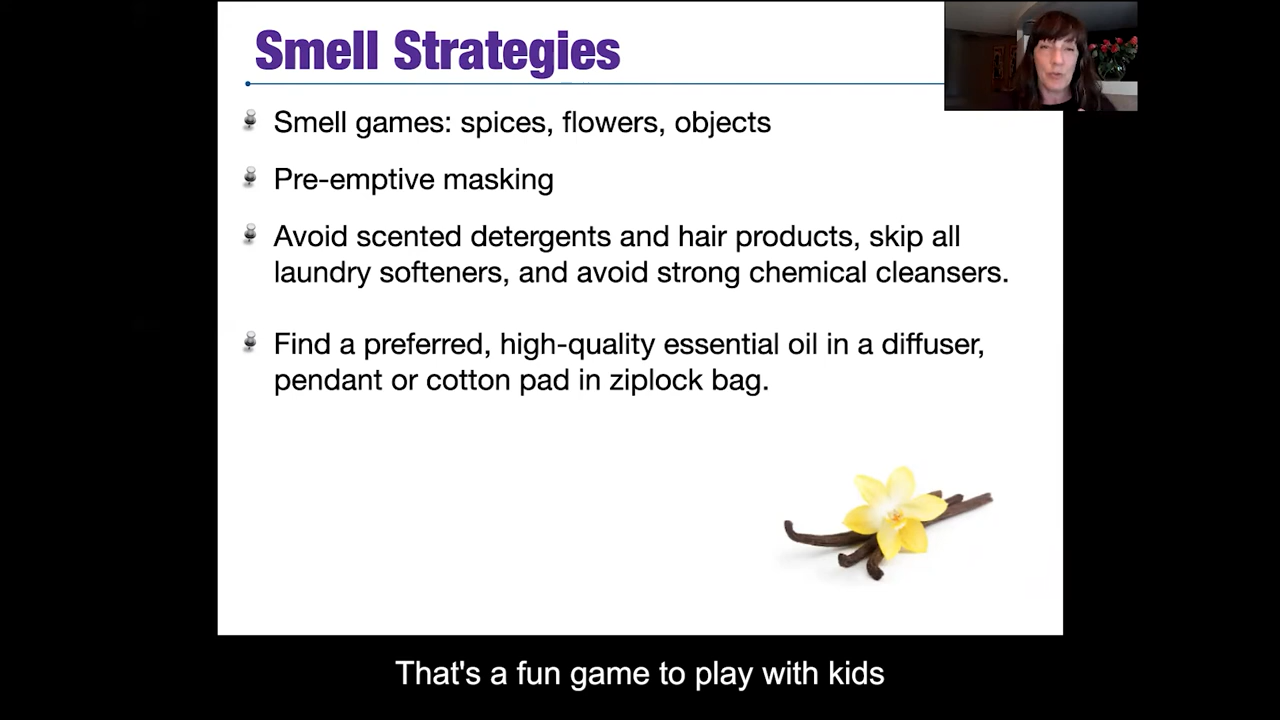 Smell Strategies
Smell games: spices, flowers, objects
Pre-emptive masking
Avoid scented detergents and hair products, skip all
laundry softeners, and avoid strong chemical cleansers.
Find a preferred, high-quality essential oil in a diffuser,
pendant or cotton pad in ziplock bag.
That's a fun game to play with kids